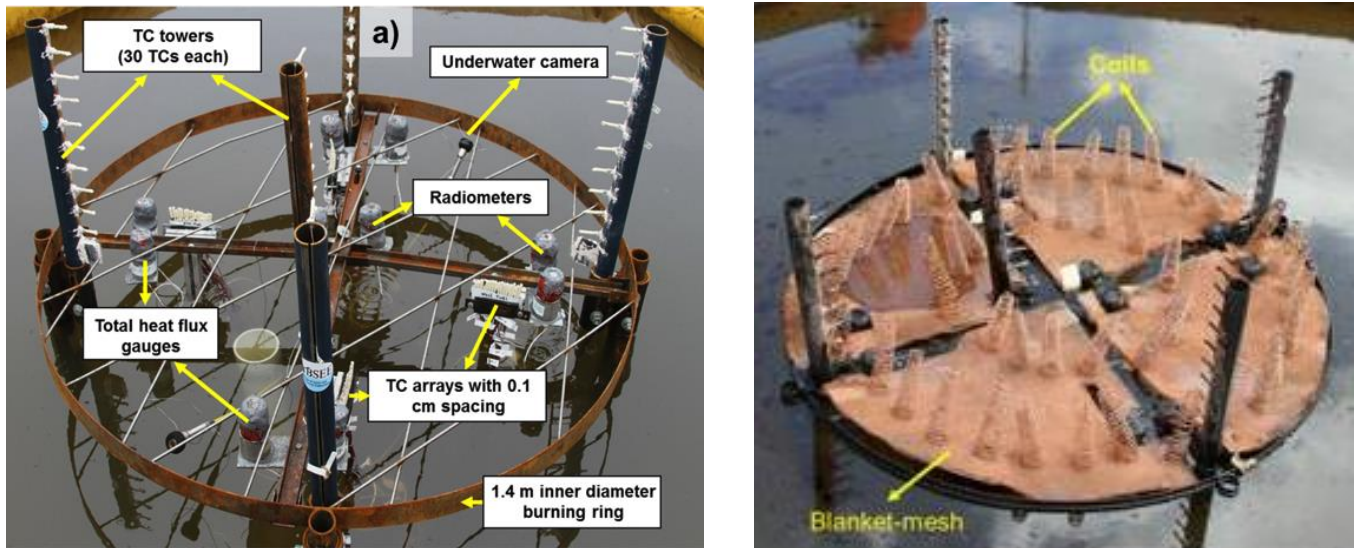 a)
TC towers
(30 TCs each)
Underwater camera
Radiometers
Total heat flux
gauges
TC arrays with 0.1
cm spacing
1.4 m inner diameter
burning ring
Coils
Blanket-mesh